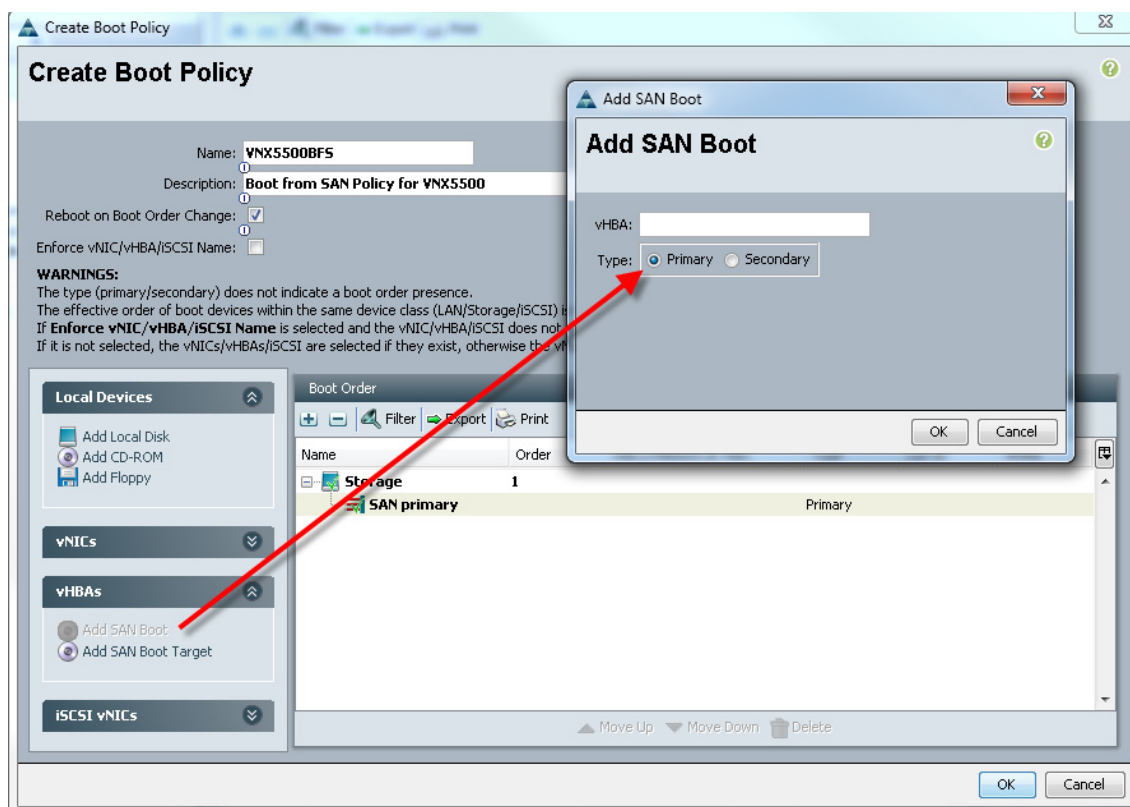 Create Boot Policy
Create Boot Policy
Name: VNX5500BFS
Description: Boot from SAN Policy for VNX5500
Reboot on Boot Order Change:
Enforce vNIC/vHBA/iSCSI Name:
WARNINGS:
The type (primary/secondary) does not indicate a boot order presence.
The effective order of boot devices within the same device class (LAN/Storage/iSCSI)
If Enforce vNIC/vHBA/iSCSI Name is selected and the vNIC/vHBA/iSCSI does not
If it is not selected, the vNICs/vHBAs/iSCSI are selected if they exist, otherwise the
Local Devices
Add Local Disk
Add CD-ROM
Add Floppy
vNICs
vHBAs
Add SAN Boot
Add SAN Boot Target
iSCSI vNICs
Boot Order
Filter Export Print
Name Order
Storage 1
SAN primary Primary
Move Up Move Down Delete
OK Cancel
Add SAN Boot
Add SAN Boot
vHBA:
Type: Primary Secondary
OK Cancel